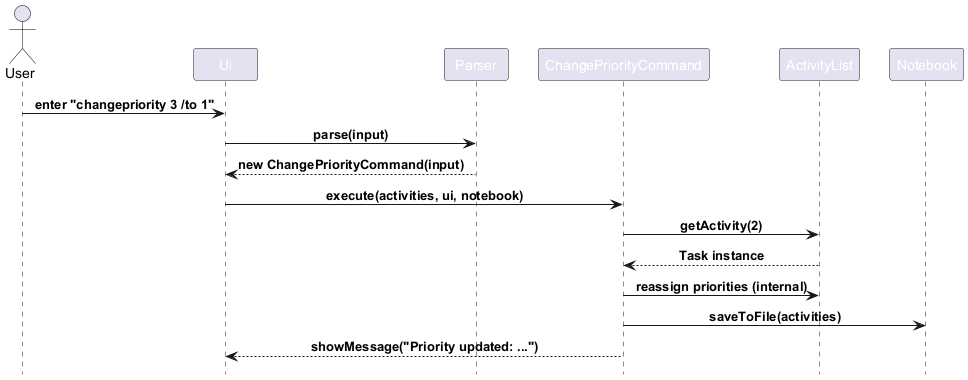 User
Ui
Parser
ChangePriorityCommand
ActivityList
Notebook
enter "changepriority 3 /to 1"
parse(input)
new ChangePriorityCommand(input)
execute(activities, ui, notebook)
getActivity(2)
Task instance
reassign priorities (internal)
saveToFile(activities)
showMessage("Priority updated: ...")